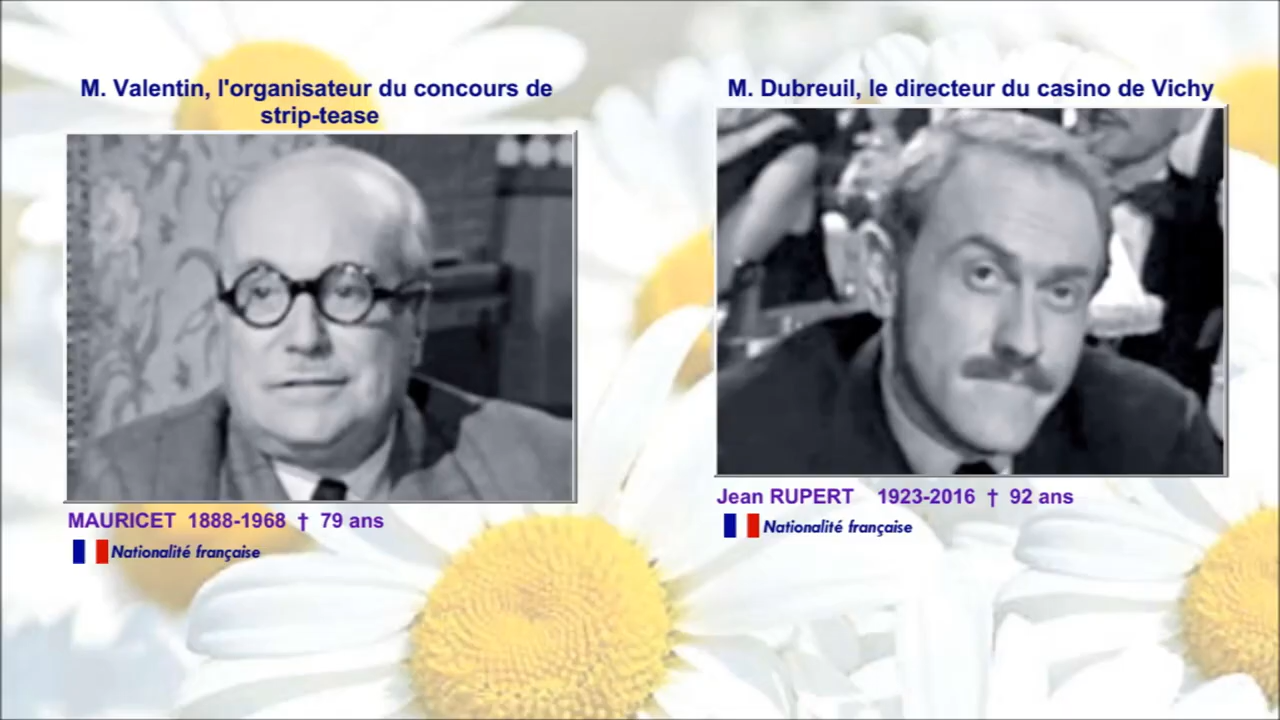 M. Valentin, l'organisateur du concours de
strip-tease
MAURICET 1888-1968 † 79 ans
Nationalité française
M. Dubreuil, le directeur du casino de Vichy
Jean RUPERT 1923-2016 † 92 ans
Nationalité française